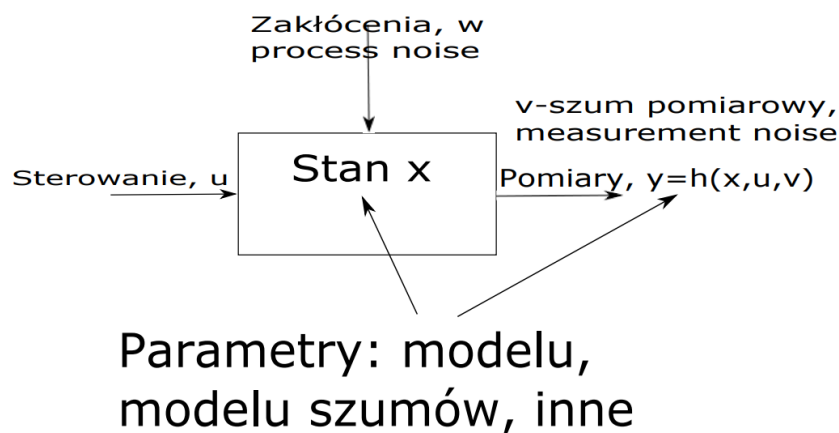 Zakłócenia, w
process noise
v-szum pomiarowy,
measurement noise
Sterowanie, u
Stan x
Pomiary, y=h(x,u,v)
Parametry: modelu,
modelu szumów, inne